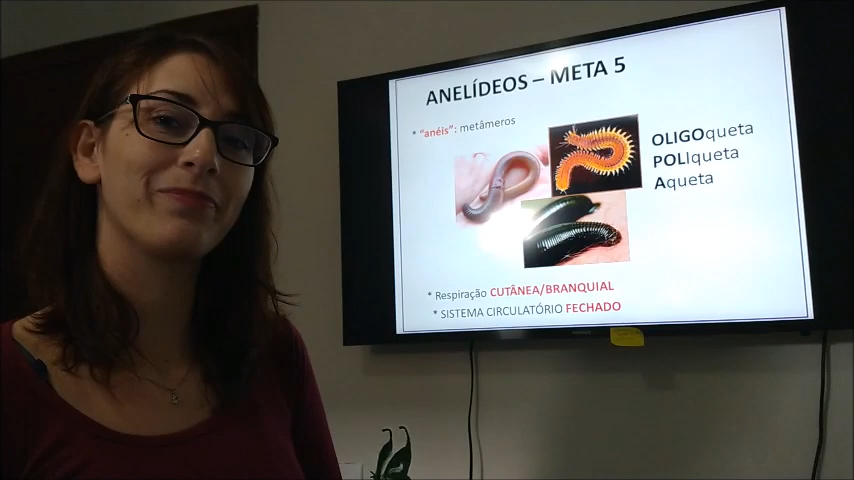 ANELÍDEOS – META 5
* "anéis": metâmeros
OLIGOqueta
POLIqueta
Aqueta
* Respiração CUTÂNEA/BRANQUIAL
* SISTEMA CIRCULATÓRIO FECHADO